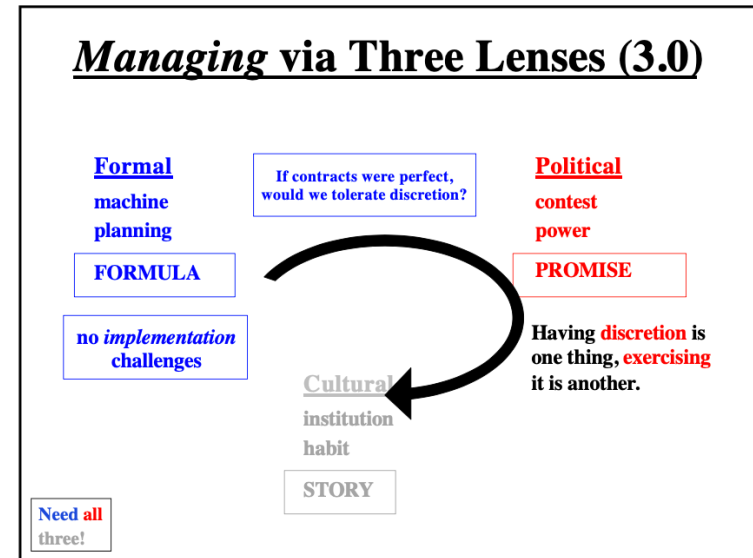 Managing via Three Lenses (3.0)
Formal
machine
planning
FORMULA
no implementation
challenges
If contracts were perfect,
would we tolerate discretion?
Political
contest
power
PROMISE
Having discretion is
one thing, exercising
it is another.
Cultural
institution
habit
STORY
Need all
three!